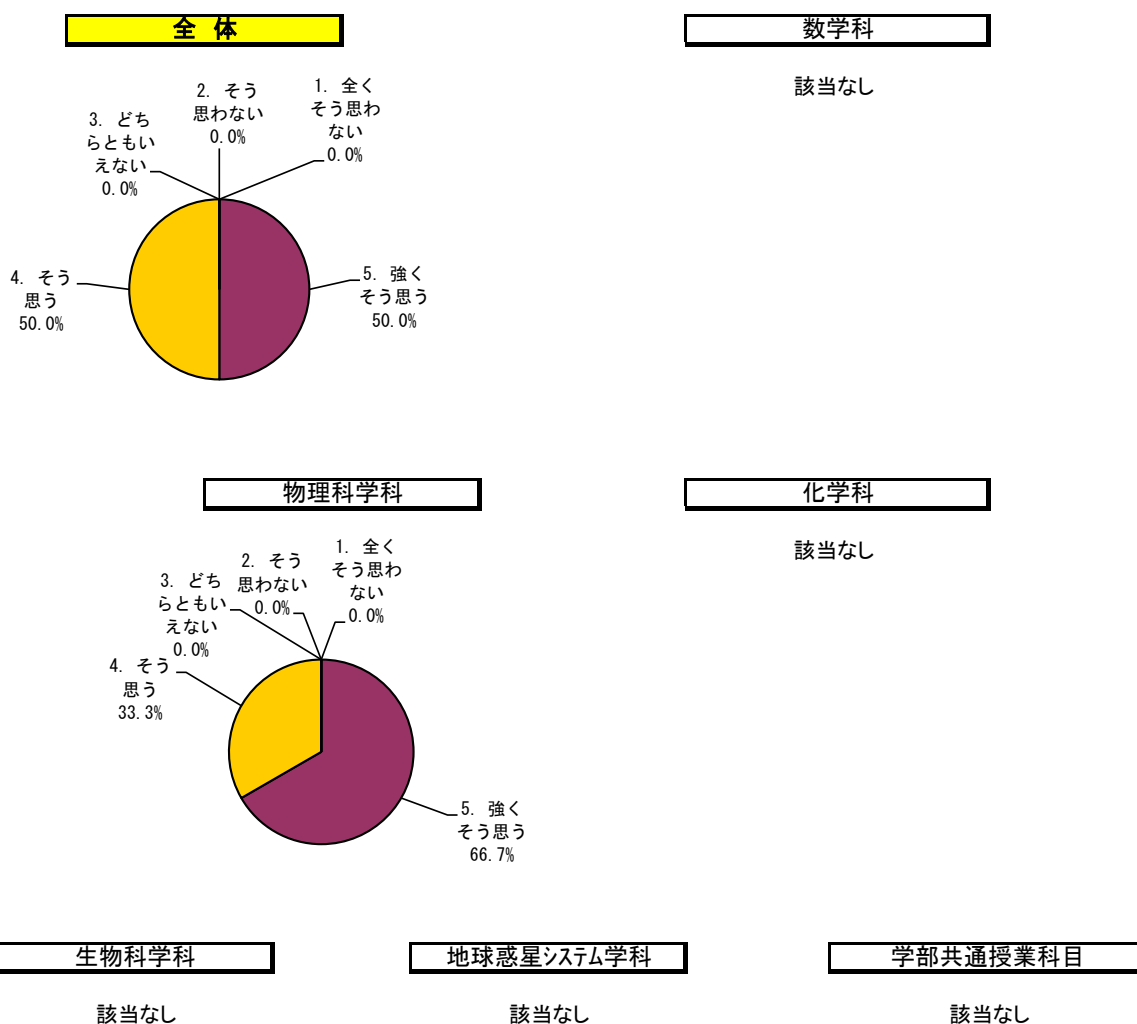 全 体
数学科
該当なし
1. 全く
そう思わ
ない
0.0%
2. そう
思わない
0.0%
3. どち
らともい
えない
0.0%
4. そう
思う
50.0%
5. 強く
そう思う
50.0%
物理科学科
化学科
該当なし
1. 全く
そう思わ
ない
0.0%
2. そう
思わない
0.0%
3. どち
らともい
えない
0.0%
4. そう
思う
33.3%
5. 強く
そう思う
66.7%
生物科学科
地球惑星システム学科
学部共通授業科目
該当なし
該当なし
該当なし